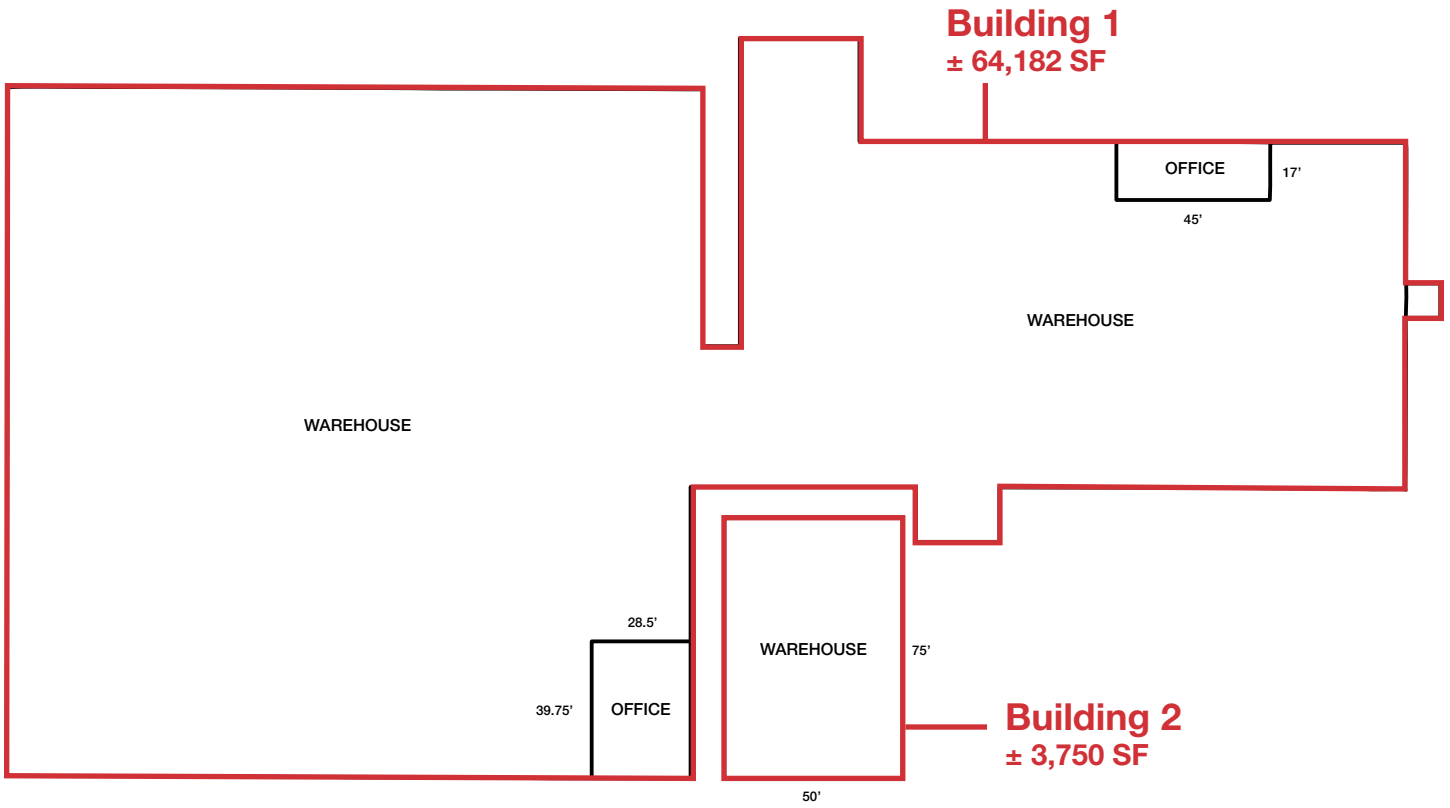 Building 1
± 64,182 SF
OFFICE
17'
45'
WAREHOUSE
WAREHOUSE
28.5'
39.75'
OFFICE
WAREHOUSE
75'
Building 2
± 3,750 SF
50'